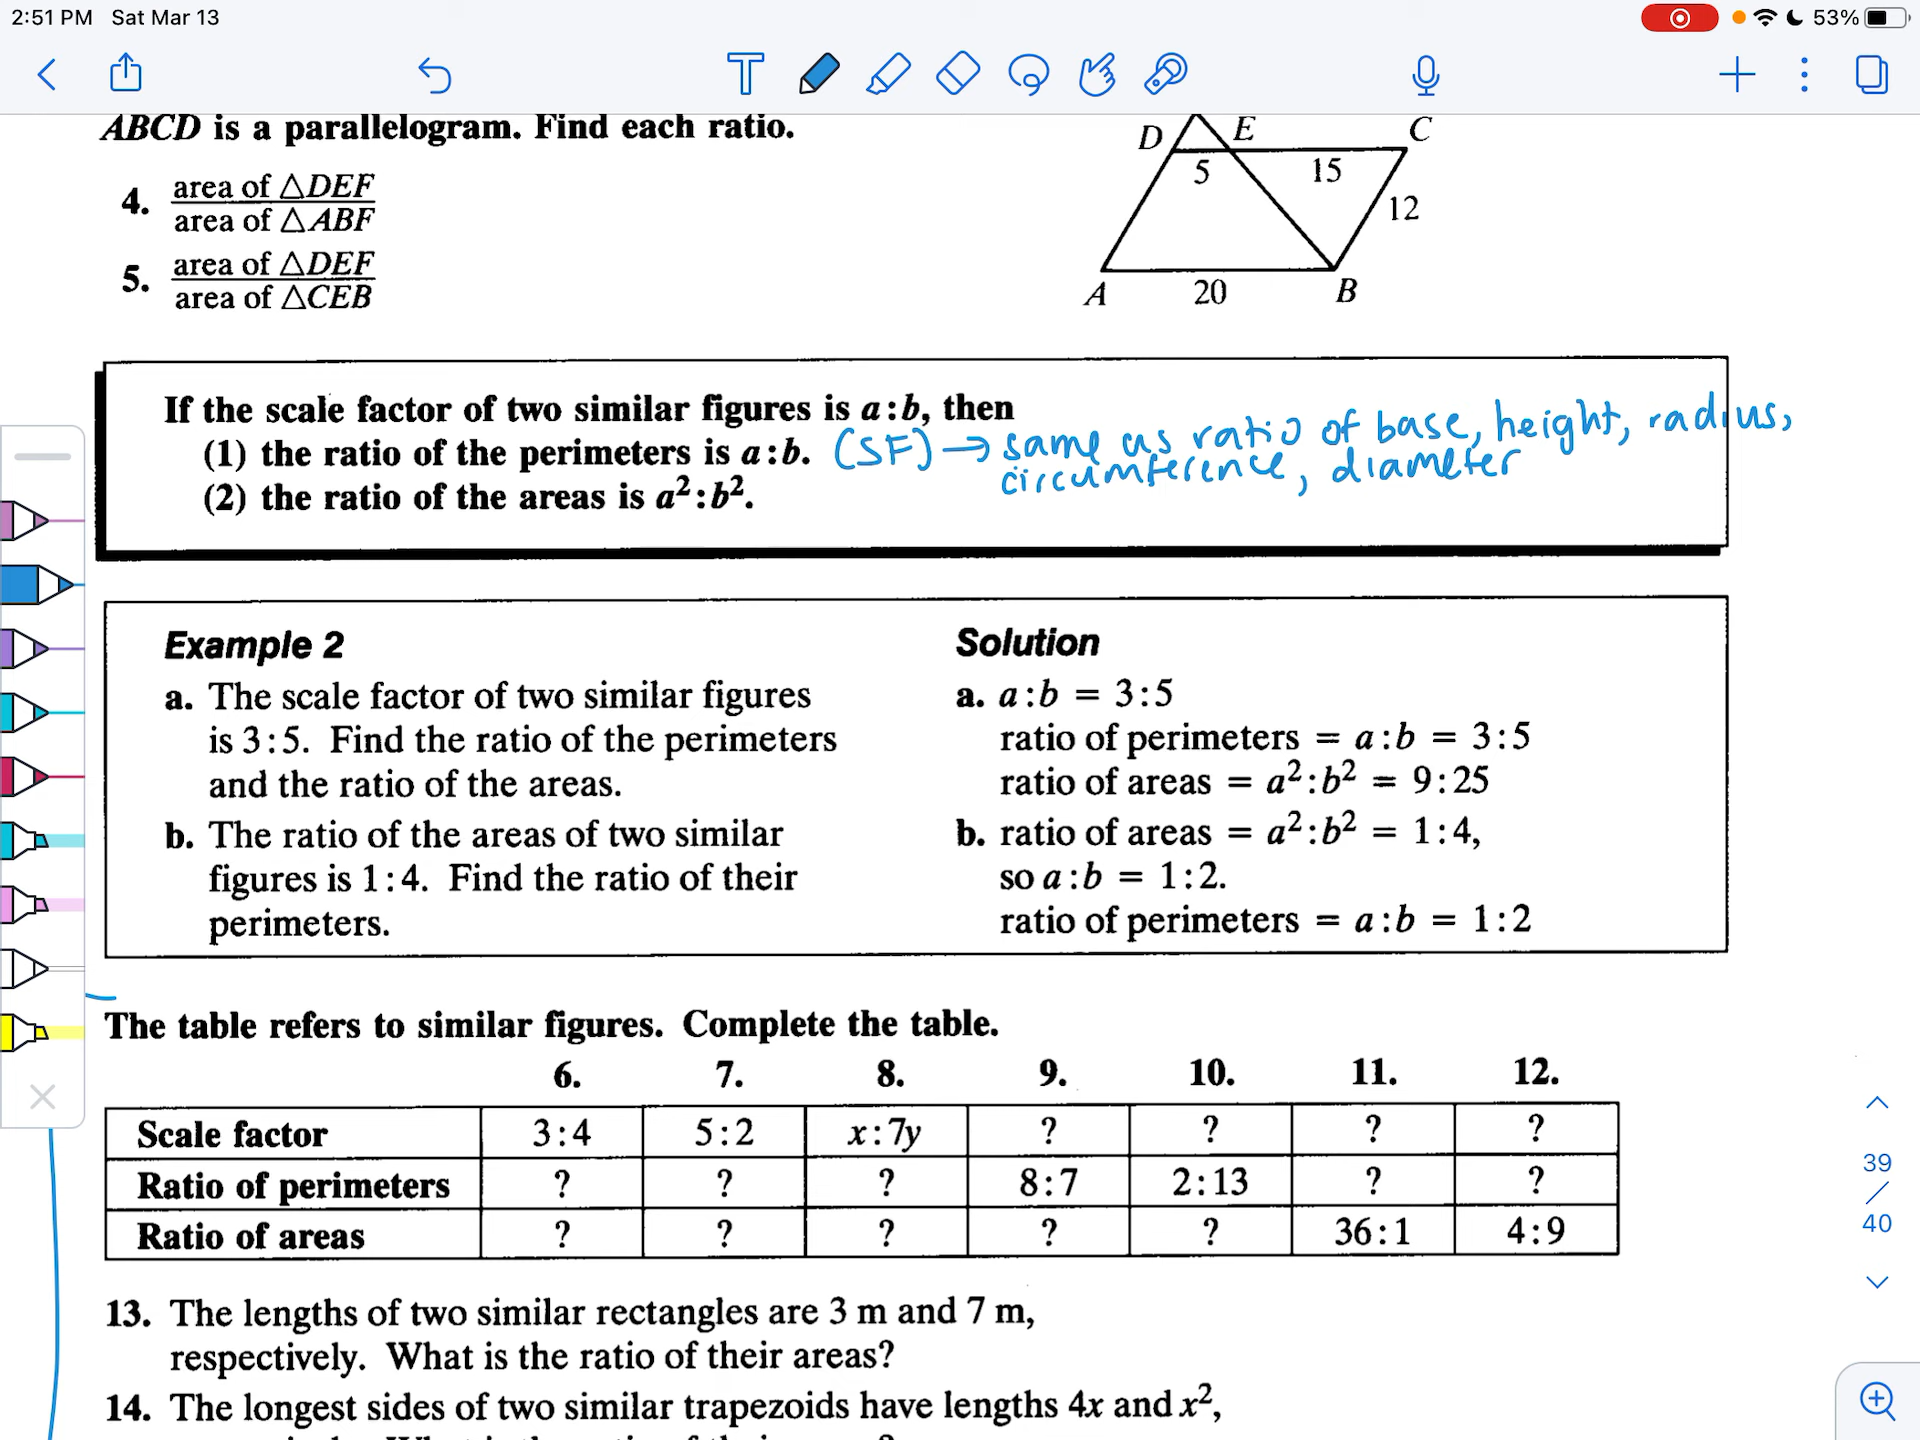 2:51 PM Sat Mar 13
53%
ABCD is a parallelogram. Find each ratio.
4. area of △DEF
area of △ABF
5. area of △DEF
area of △CEB
D E C
5 15
12
A 20 B
If the scale factor of two similar figures is a:b, then
(1) the ratio of the perimeters is a:b. (SF) → same as ratio of base, height, radius,
circumference, diameter
(2) the ratio of the areas is a²:b².
Example 2
a. The scale factor of two similar figures
is 3:5. Find the ratio of the perimeters
and the ratio of the areas.
b. The ratio of the areas of two similar
figures is 1:4. Find the ratio of their
perimeters.
Solution
a. a:b = 3:5
ratio of perimeters = a:b = 3:5
ratio of areas = a²:b² = 9:25
b. ratio of areas = a²:b² = 1:4,
so a:b = 1:2.
ratio of perimeters = a:b = 1:2
The table refers to similar figures. Complete the table.
6. 7. 8. 9. 10. 11. 12.
Scale factor 3:4 5:2 x:7y ? ? ? ?
Ratio of perimeters ? ? ? 8:7 2:13 ? ?
Ratio of areas ? ? ? ? ? 36:1 4:9
39
/
40
13. The lengths of two similar rectangles are 3 m and 7 m,
respectively. What is the ratio of their areas?
14. The longest sides of two similar trapezoids have lengths 4x and x²,